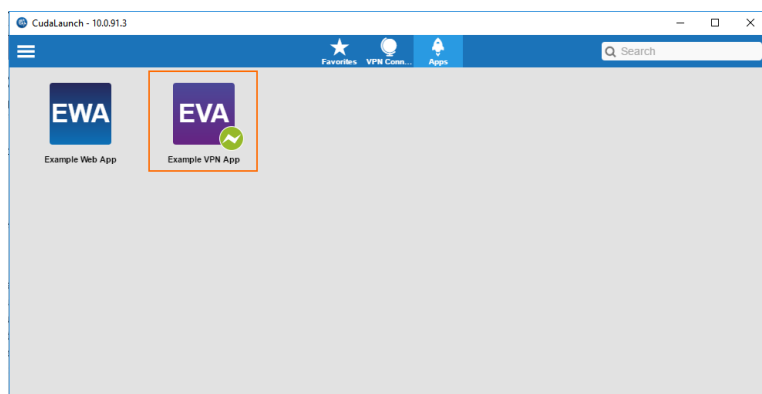 CudaLaunch - 10.0.91.3
Favorites VPN Conn... Apps
Search
EWA EVA
Example Web App Example VPN App